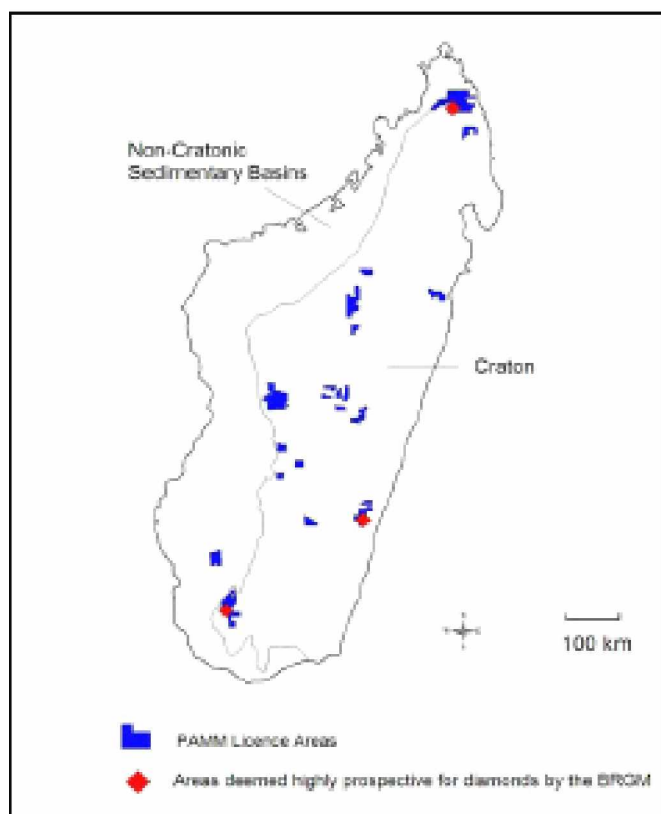 Non-Cratonic
Sedimentary Basins
Craton
100 km
PAMM Licence Areas
Areas deemed highly prospective for diamonds by the BRGM